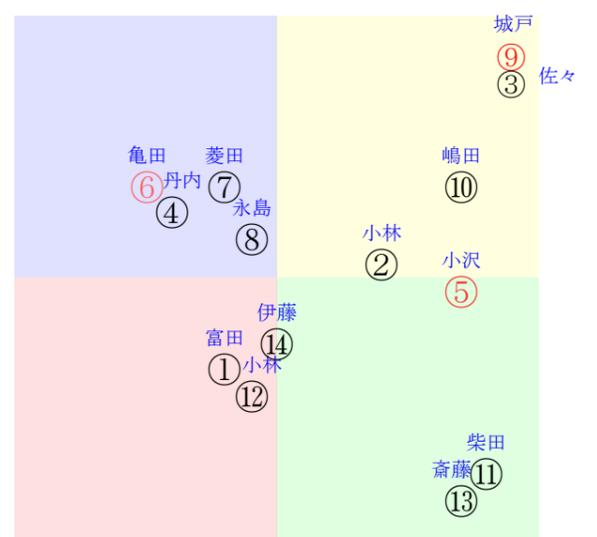 城戸
⑨
③ 佐々
亀田 菱田 嶋田
⑥ 丹内 ⑦ ⑩
④ 永島
⑧ 小林
② 小沢
⑤
伊藤
富田 ⑭
① 小林
⑫
柴田
斎藤 ⑪
⑬